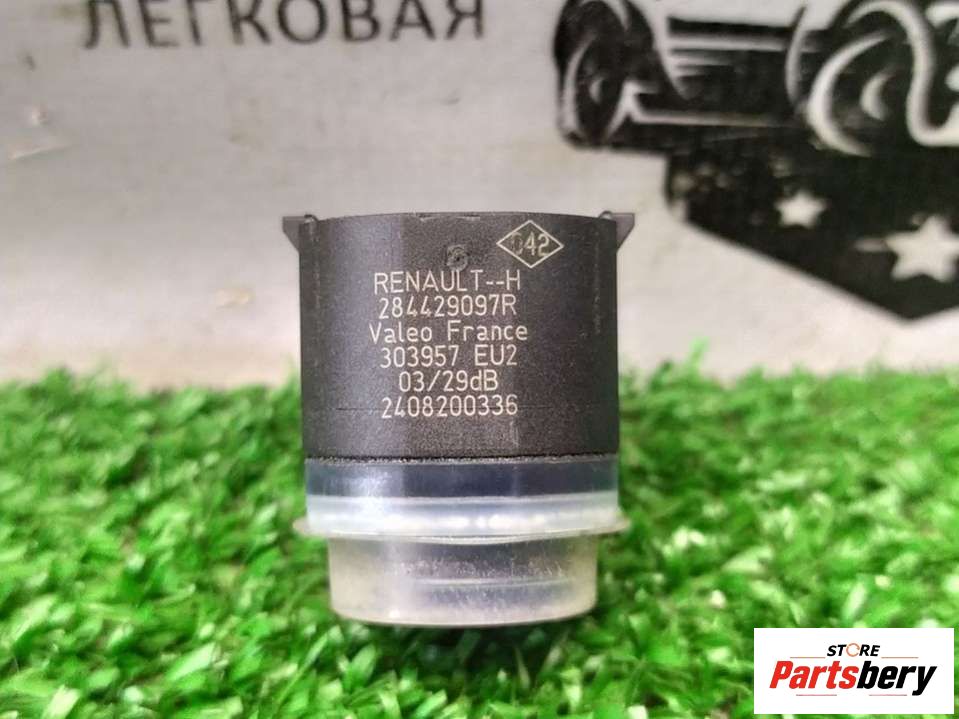 ЛЕГКОВАЯ
042
RENAULT--H
284429097R
Valeo France
303957 EU2
03/29dB
2408200336
STORE
Partsbery